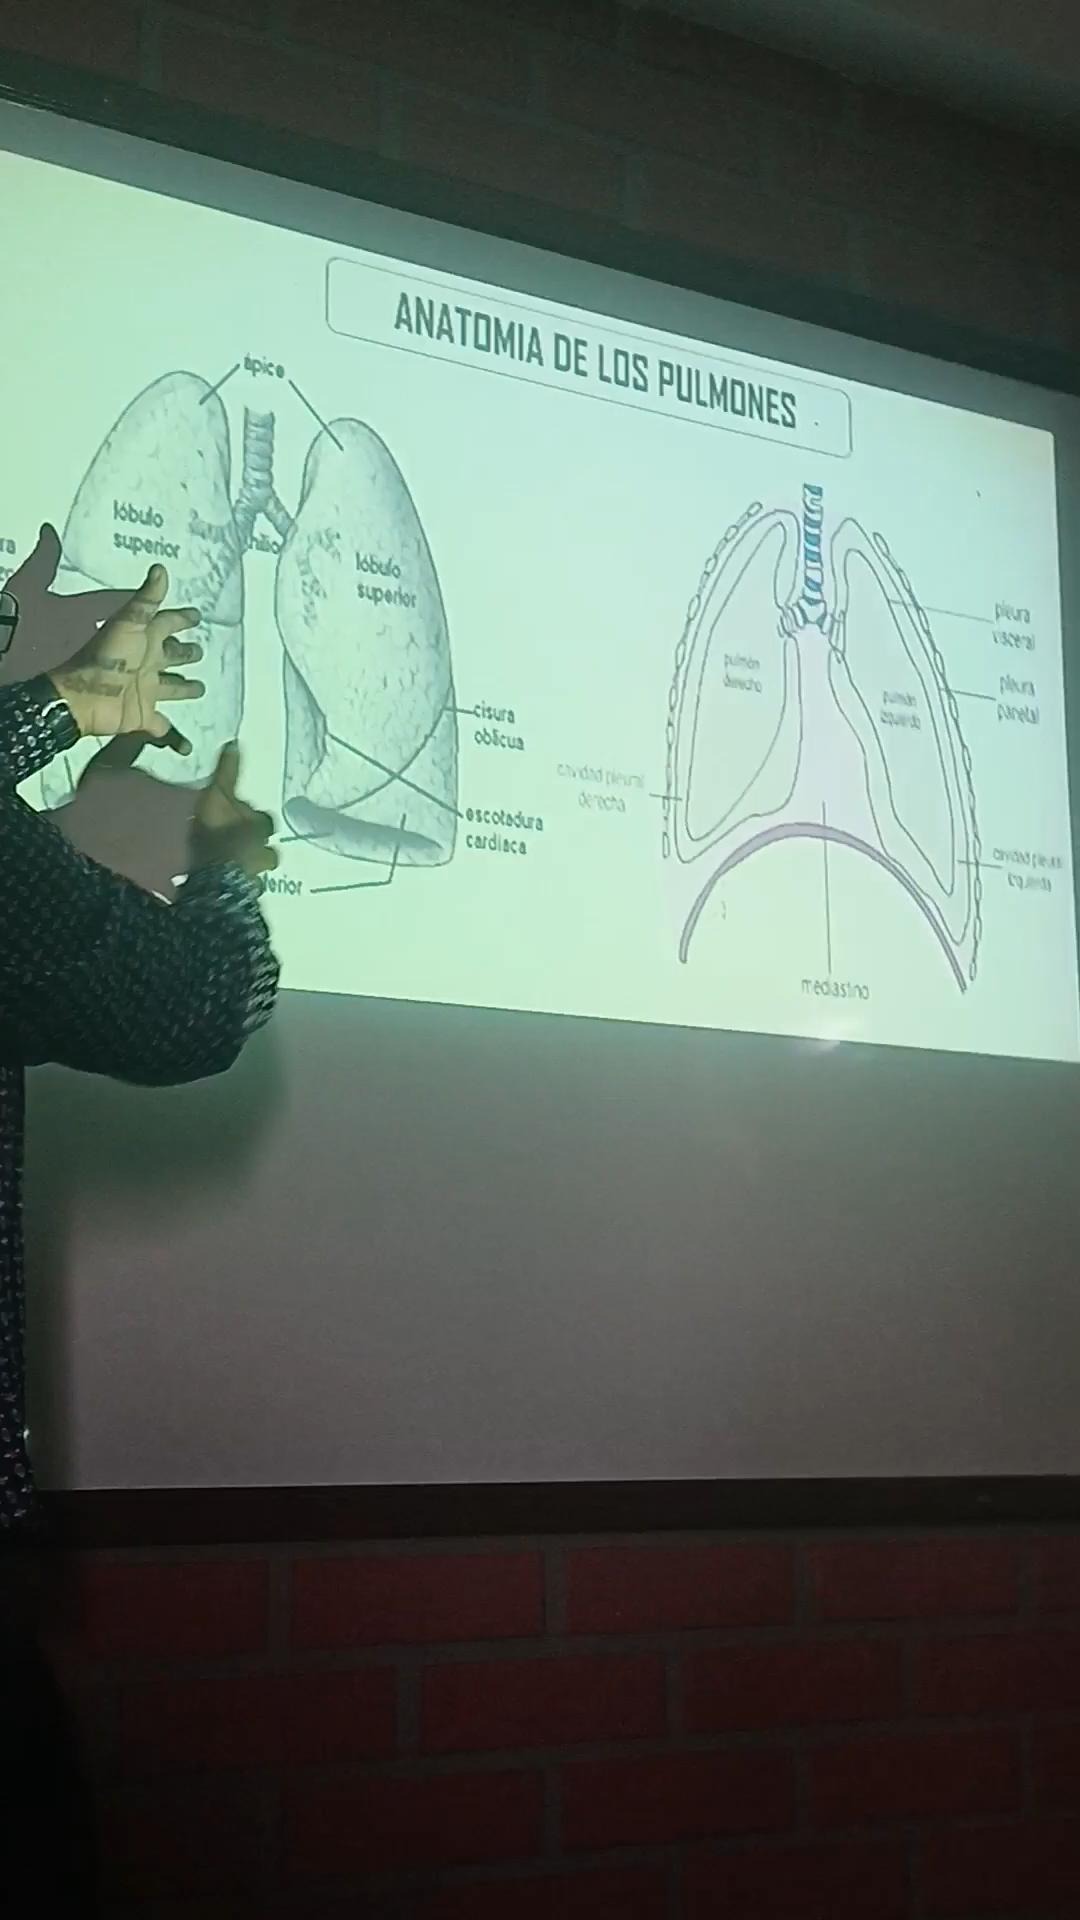 ANATOMIA DE LOS PULMONES
ápice
lóbulo
superior
hilio
lóbulo
superior
cisura
oblicua
escotadura
cardiaca
pleura
visceral
pleura
parietal
pulmón
derecho
pulmón
izquierdo
cavidad pleural
derecha
cavidad pleural
izquierda
mediastino